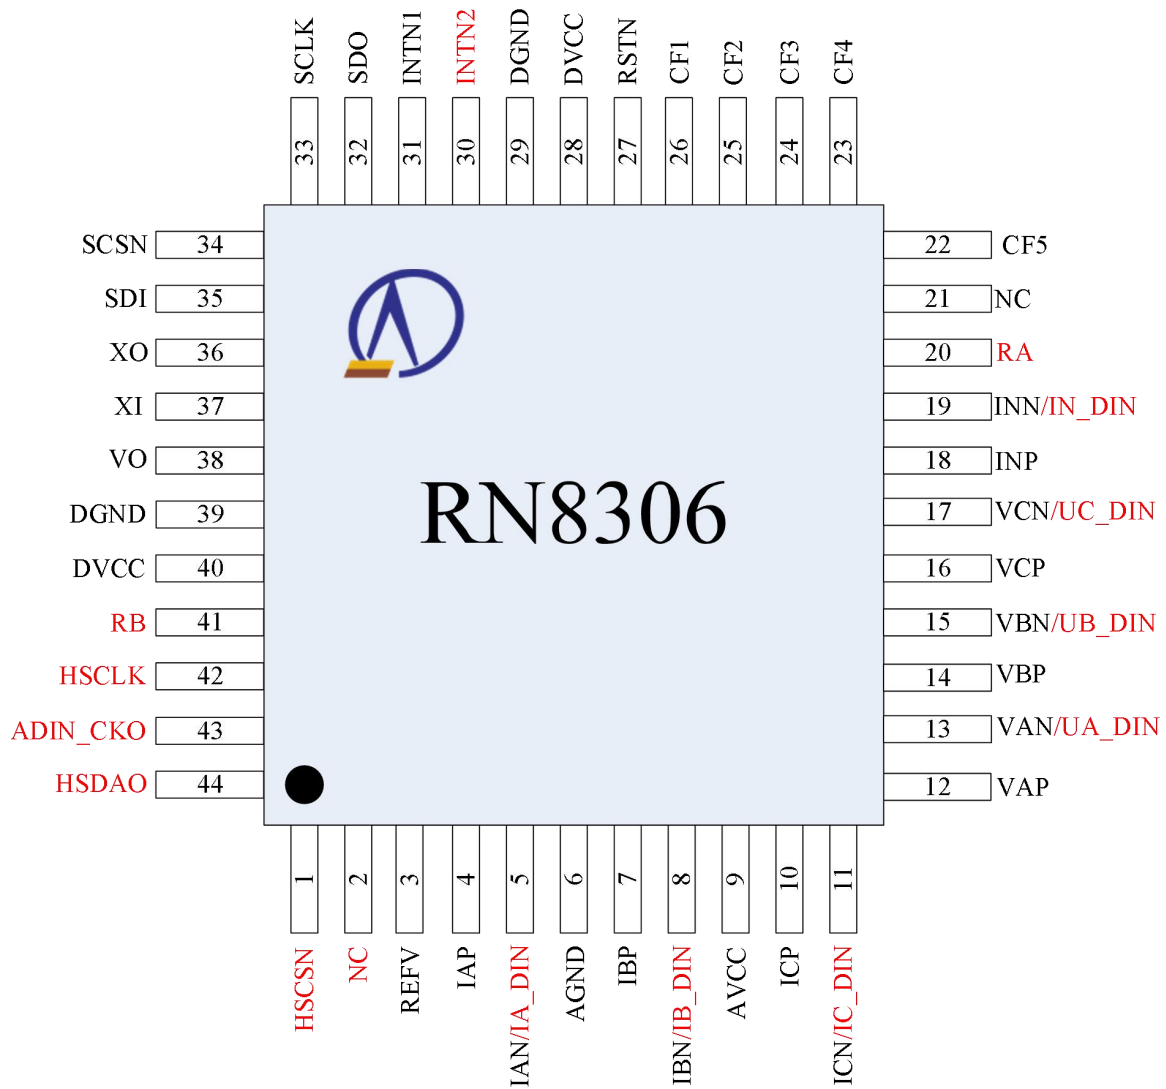 SCLK SDO INTN1 INTN2 DGND DVCC RSTN CF1 CF2 CF3 CF4
33 32 31 30 29 28 27 26 25 24 23
SCSN 34 22 CF5
SDI 35 21 NC
XO 36 20 RA
XI 37 19 INN/IN_DIN
VO 38 18 INP
RN8306
DGND 39 17 VCN/UC_DIN
DVCC 40 16 VCP
RB 41 15 VBN/UB_DIN
HSCLK 42 14 VBP
ADIN_CKO 43 13 VAN/UA_DIN
HSDAO 44 12 VAP
1 2 3 4 5 6 7 8 9 10 11
HSCSN NC REFV IAP IAN/IA_DIN AGND IBP IBN/IB_DIN AVCC ICP ICN/IC_DIN